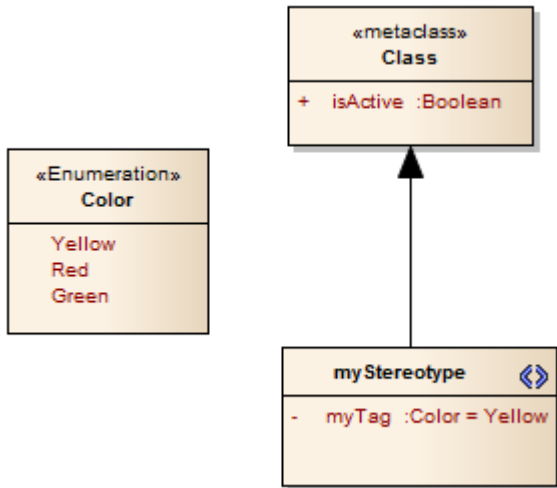 «metaclass»
Class
+ isActive :Boolean
«Enumeration»
Color
Yellow
Red
Green
myStereotype
- myTag :Color = Yellow